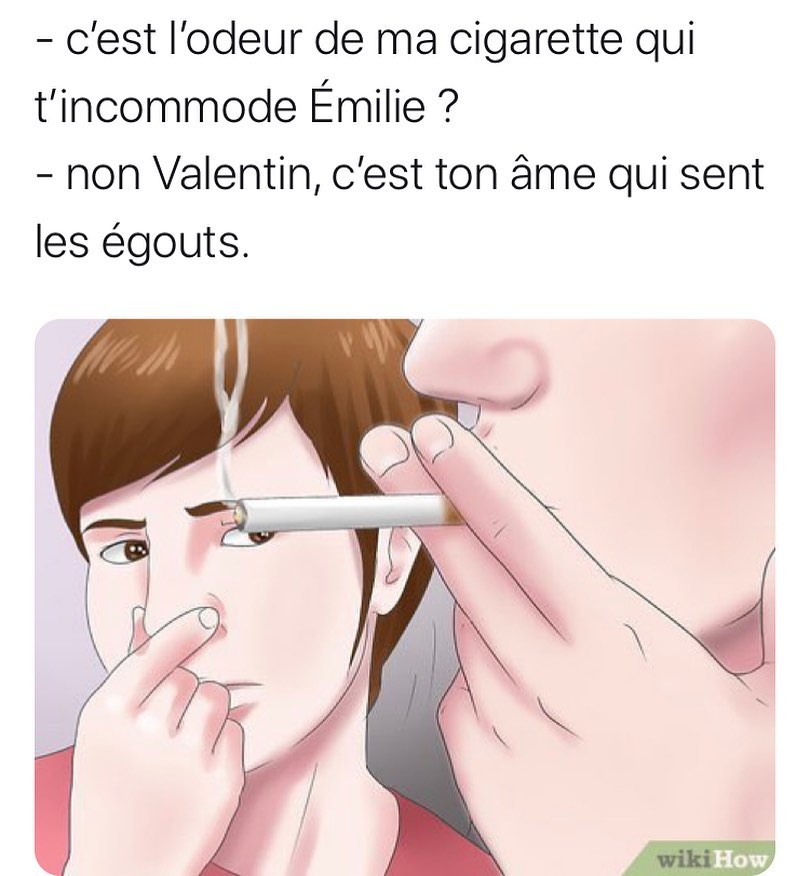 - c’est l’odeur de ma cigarette qui
t’incommode Émilie ?
- non Valentin, c’est ton âme qui sent
les égouts.
wikiHow